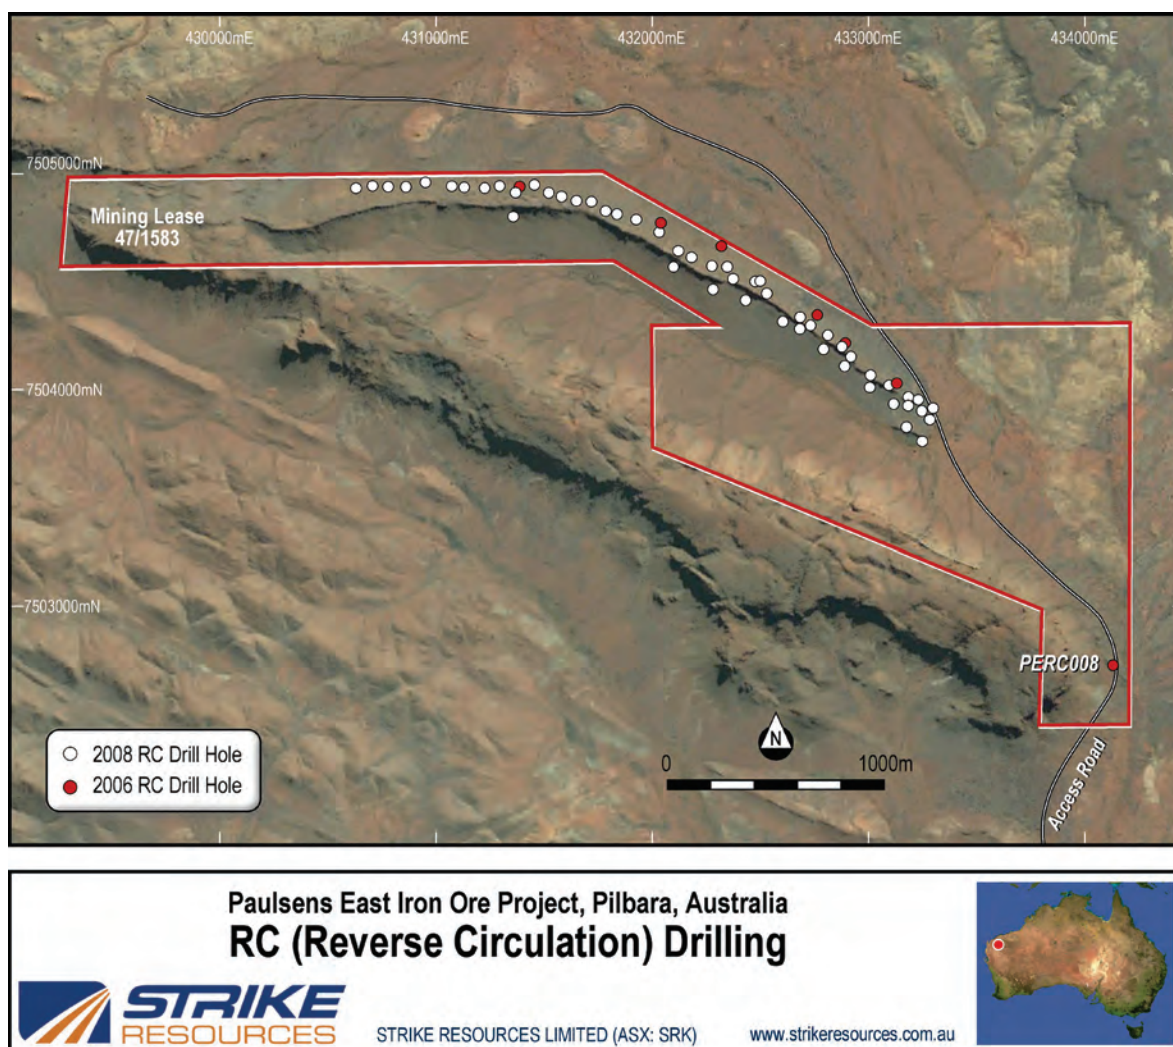 430000mE 431000mE 432000mE 433000mE 434000mE
7505000mN
Mining Lease
47/1583
7504000mN
7503000mN
PERC008
N
0 1000m
Access Road
2008 RC Drill Hole
2006 RC Drill Hole
Paulsens East Iron Ore Project, Pilbara, Australia
RC (Reverse Circulation) Drilling
STRIKE
RESOURCES
STRIKE RESOURCES LIMITED (ASX: SRK) www.strikeresources.com.au